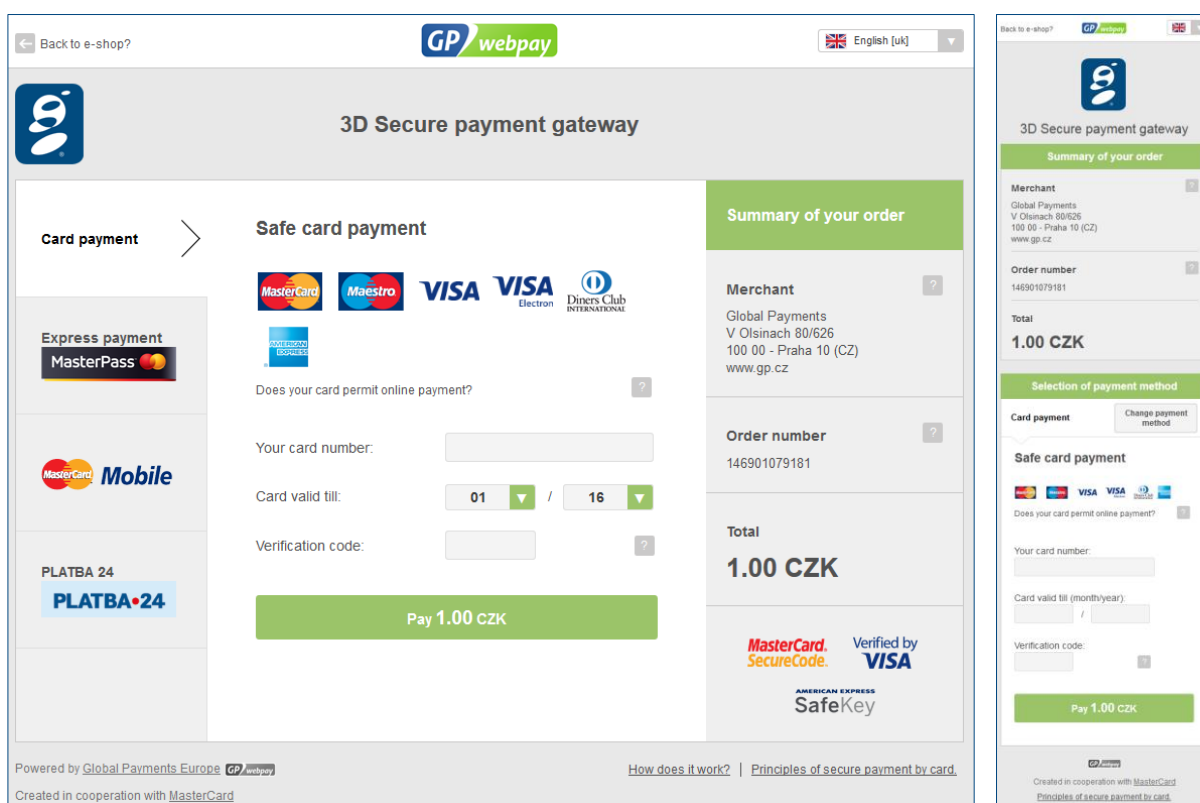 Back to e-shop?
GP webpay
English [uk]
3D Secure payment gateway
Card payment
Express payment
MasterPass
MasterCard Mobile
PLATBA 24
PLATBA•24
Safe card payment
MasterCard Maestro VISA VISA Electron Diners Club INTERNATIONAL
AMERICAN EXPRESS
Does your card permit online payment? ?
Your card number:
Card valid till: 01 / 16
Verification code: ?
Pay 1.00 CZK
Summary of your order
Merchant ?
Global Payments
V Olsinach 80/626
100 00 - Praha 10 (CZ)
www.gp.cz
Order number ?
146901079181
Total
1.00 CZK
MasterCard. SecureCode.
Verified by VISA
AMERICAN EXPRESS
SafeKey
Powered by Global Payments Europe GP webpay
How does it work? | Principles of secure payment by card.
Created in cooperation with MasterCard
Back to e-shop?
GP webpay
3D Secure payment gateway
Summary of your order
Merchant ?
Global Payments
V Olsinach 80/626
100 00 - Praha 10 (CZ)
www.gp.cz
Order number ?
146901079181
Total
1.00 CZK
Selection of payment method
Card payment
Change payment
method
Safe card payment
VISA VISA
Does your card permit online payment? ?
Your card number:
Card valid till (month/year):
/
Verification code:
?
Pay 1.00 CZK
GP webpay
Created in cooperation with MasterCard
Principles of secure payment by card.